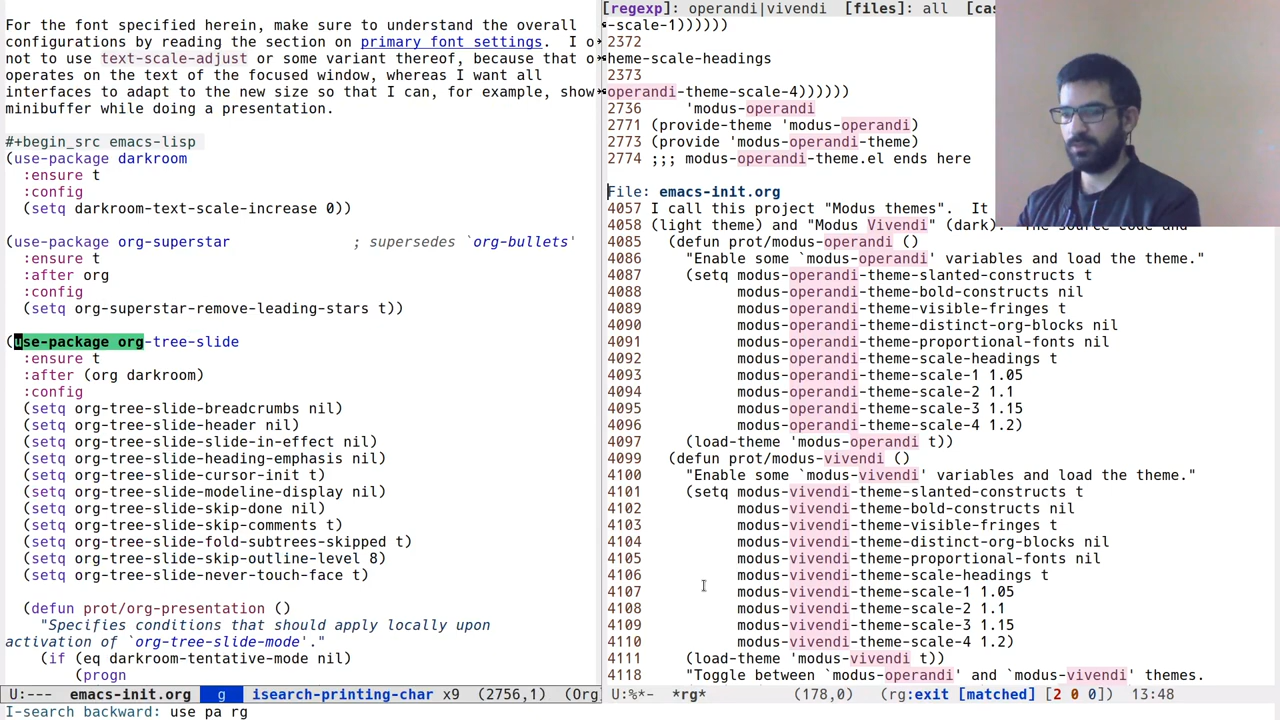 For the font specified herein, make sure to understand the overall
configurations by reading the section on primary font settings.  I o
not to use text-scale-adjust or some variant thereof, because that o
operates on the text of the focused window, whereas I want all
interfaces to adapt to the new size so that I can, for example, show
minibuffer while doing a presentation.
#+begin_src emacs-lisp
(use-package darkroom
  :ensure t
  :config
  (setq darkroom-text-scale-increase 0))
(use-package org-superstar              ; supersedes `org-bullets'
  :ensure t
  :after org
  :config
  (setq org-superstar-remove-leading-stars t))
(use-package org-tree-slide
  :ensure t
  :after (org darkroom)
  :config
  (setq org-tree-slide-breadcrumbs nil)
  (setq org-tree-slide-header nil)
  (setq org-tree-slide-slide-in-effect nil)
  (setq org-tree-slide-heading-emphasis nil)
  (setq org-tree-slide-cursor-init t)
  (setq org-tree-slide-modeline-display nil)
  (setq org-tree-slide-skip-done nil)
  (setq org-tree-slide-skip-comments t)
  (setq org-tree-slide-fold-subtrees-skipped t)
  (setq org-tree-slide-skip-outline-level 8)
  (setq org-tree-slide-never-touch-face t)
  (defun prot/org-presentation ()
    "Specifies conditions that should apply locally upon
activation of `org-tree-slide-mode'."
    (if (eq darkroom-tentative-mode nil)
        (progn
U:---  emacs-init.org   g   isearch-printing-char x9  (2756,1)  (Org
I-search backward: use pa rg
[regexp]: operandi|vivendi  [files]: all  [cas
-scale-1))))))
2372
heme-scale-headings
2373
operandi-theme-scale-4))))))
2736     'modus-operandi
2771 (provide-theme 'modus-operandi)
2773 (provide 'modus-operandi-theme)
2774 ;;; modus-operandi-theme.el ends here
File: emacs-init.org
4057 I call this project "Modus themes".  It
4058 (light theme) and "Modus Vivendi" (dark).  The source code and
4085   (defun prot/modus-operandi ()
4086     "Enable some `modus-operandi' variables and load the theme."
4087     (setq modus-operandi-theme-slanted-constructs t
4088           modus-operandi-theme-bold-constructs nil
4089           modus-operandi-theme-visible-fringes t
4090           modus-operandi-theme-distinct-org-blocks nil
4091           modus-operandi-theme-proportional-fonts nil
4092           modus-operandi-theme-scale-headings t
4093           modus-operandi-theme-scale-1 1.05
4094           modus-operandi-theme-scale-2 1.1
4095           modus-operandi-theme-scale-3 1.15
4096           modus-operandi-theme-scale-4 1.2)
4097     (load-theme 'modus-operandi t))
4099   (defun prot/modus-vivendi ()
4100     "Enable some `modus-vivendi' variables and load the theme."
4101     (setq modus-vivendi-theme-slanted-constructs t
4102           modus-vivendi-theme-bold-constructs nil
4103           modus-vivendi-theme-visible-fringes t
4104           modus-vivendi-theme-distinct-org-blocks nil
4105           modus-vivendi-theme-proportional-fonts nil
4106           modus-vivendi-theme-scale-headings t
4107           modus-vivendi-theme-scale-1 1.05
4108           modus-vivendi-theme-scale-2 1.1
4109           modus-vivendi-theme-scale-3 1.15
4110           modus-vivendi-theme-scale-4 1.2)
4111     (load-theme 'modus-vivendi t))
4118     "Toggle between `modus-operandi' and `modus-vivendi' themes.
U:%*-  *rg*   (178,0)   (rg:exit [matched] [2 0 0])  13:48